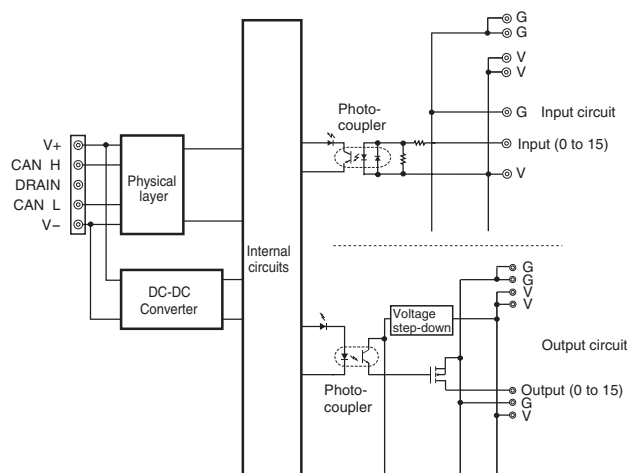 G
G
V
V
Photo-
coupler
G
Input circuit
V+
CAN H
DRAIN
CAN L
V−
Physical
layer
Input (0 to 15)
V
Internal
circuits
DC-DC
Converter
G
G
V
V
Voltage
step-down
Output circuit
Photo-
coupler
Output (0 to 15)
G
V